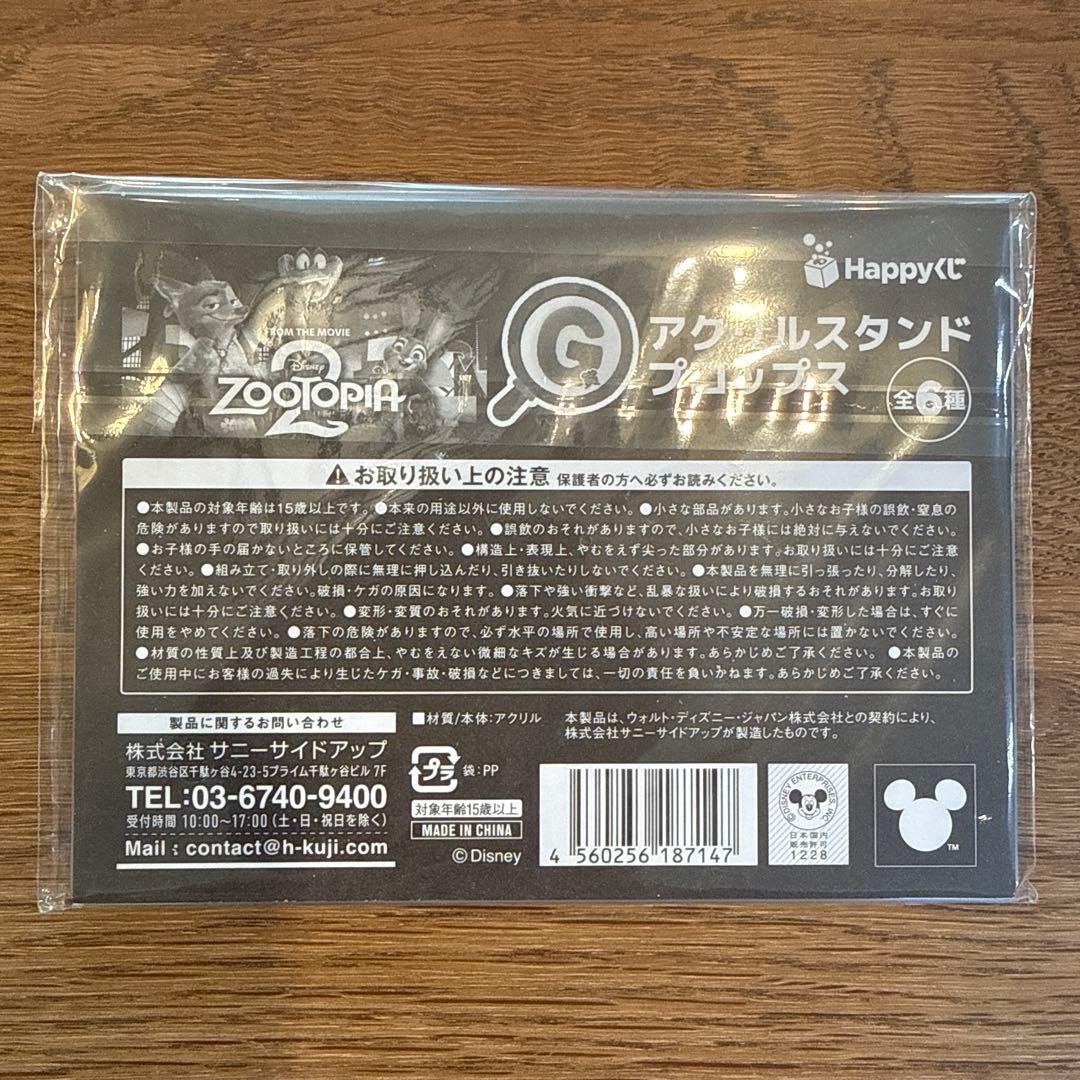 Happyくじ
FROM THE MOVIE
Disney
ZOOTOPIA
2
G
賞
アクリルスタンド
プロップス
全6種
お取り扱い上の注意 保護者の方へ必ずお読みください。
●本製品の対象年齢は15歳以上です。●本来の用途以外に使用しないでください。●小さな部品があります。小さなお子様の誤飲・窒息の
危険がありますので取り扱いには十分にご注意ください。●誤飲のおそれがありますので、小さなお子様には絶対に与えないでください。
●お子様の手の届かないところに保管してください。●構造上・表現上、やむをえず尖った部分があります。お取り扱いには十分にご注意
ください。●組み立て・取り外しの際に無理に押し込んだり、引き抜いたりしないでください。●本製品を無理に引っ張ったり、分解したり、
強い力を加えないでください。破損・ケガの原因になります。●落下や強い衝撃など、乱暴な扱いにより破損するおそれがあります。お取り
扱いには十分にご注意ください。●変形・変質のおそれがあります。火気に近づけないでください。●万一破損・変形した場合は、すぐに
使用をやめてください。●落下の危険がありますので、必ず水平の場所で使用し、高い場所や不安定な場所には置かないでください。
●材質の性質上及び製造工程の都合上、やむをえない微細なキズが生じる場合があります。あらかじめご了承ください。●本製品の
ご使用中にお客様の過失により生じたケガ・事故・破損などにつきましては、一切の責任を負いかねます。あらかじめご了承ください。
製品に関するお問い合わせ
株式会社 サニーサイドアップ
東京都渋谷区千駄ヶ谷4-23-5プライム千駄ヶ谷ビル 7F
TEL:03-6740-9400
受付時間 10:00~17:00（土・日・祝日を除く）
Mail : contact@h-kuji.com
■材質/本体:アクリル
プラ 袋:PP
対象年齢15歳以上
MADE IN CHINA
©Disney
本製品は、ウォルト・ディズニー・ジャパン株式会社との契約により、
株式会社サニーサイドアップが製造したものです。
4 560256 187147
©DISNEY ENTERPRISES, INC.
日本国内
販売許可
1228
TM